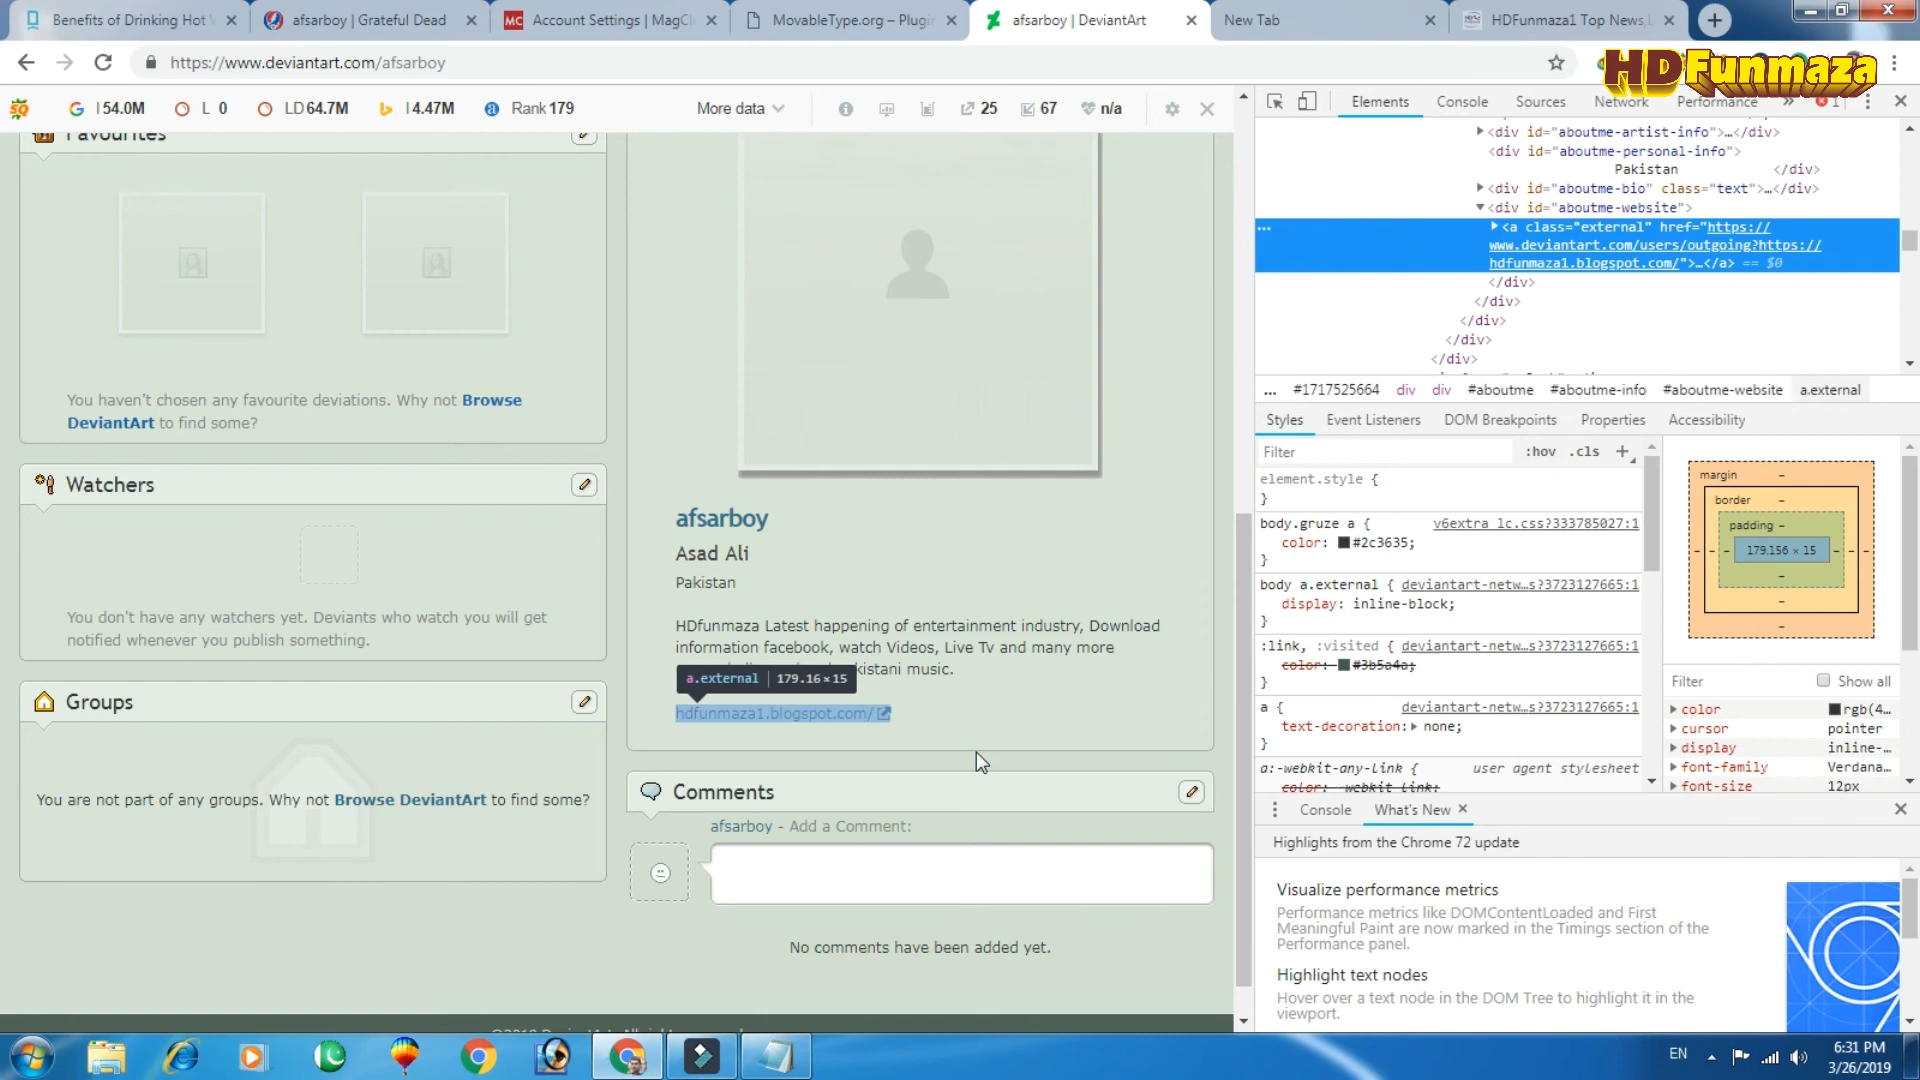 Benefits of Drinking Hot
afsarboy | Grateful Dead
MC Account Settings | MagCl
MovableType.org – Plugin
afsarboy | DeviantArt
New Tab
HDFunmaza1 Top News,
https://www.deviantart.com/afsarboy
HDFunmaza
I 54.0M
L 0
LD 64.7M
I 4.47M
Rank 179
More data
25
67
n/a
Favourites
You haven't chosen any favourite deviations. Why not Browse
DeviantArt to find some?
Watchers
You don't have any watchers yet. Deviants who watch you will get
notified whenever you publish something.
Groups
You are not part of any groups. Why not Browse DeviantArt to find some?
afsarboy
Asad Ali
Pakistan
HDfunmaza Latest happening of entertainment industry, Download
information facebook, watch Videos, Live Tv and many more
kistani music.
a.external 179.16×15
hdfunmaza1.blogspot.com/
Comments
afsarboy - Add a Comment:
No comments have been added yet.
Elements Console Sources Network Performance » 1
<div id="aboutme-artist-info">…</div>
<div id="aboutme-personal-info">
Pakistan </div>
<div id="aboutme-bio" class="text">…</div>
<div id="aboutme-website">
<a class="external" href="https://
www.deviantart.com/users/outgoing?https://
hdfunmaza1.blogspot.com/">…</a> == $0
</div>
</div>
</div>
</div>
</div>
... #1717525664 div div #aboutme #aboutme-info #aboutme-website a.external
Styles Event Listeners DOM Breakpoints Properties Accessibility
Filter :hov .cls +
element.style {
}
body.gruze a { v6extra_lc.css?333785027:1
color: #2c3635;
}
body a.external { deviantart-netw…s?3723127665:1
display: inline-block;
}
:link, :visited { deviantart-netw…s?3723127665:1
color: #3b5a4a;
}
a { deviantart-netw…s?3723127665:1
text-decoration: none;
}
a:-webkit-any-link { user agent stylesheet
color: -webkit-link;
margin –
border –
padding –
179.156 × 15
Filter Show all
color rgb(4…
cursor pointer
display inline-…
font-family Verdana…
font-size 12px
Console What's New
Highlights from the Chrome 72 update
Visualize performance metrics
Performance metrics like DOMContentLoaded and First
Meaningful Paint are now marked in the Timings section of the
Performance panel.
Highlight text nodes
Hover over a text node in the DOM Tree to highlight it in the
viewport.
EN
6:31 PM
3/26/2019